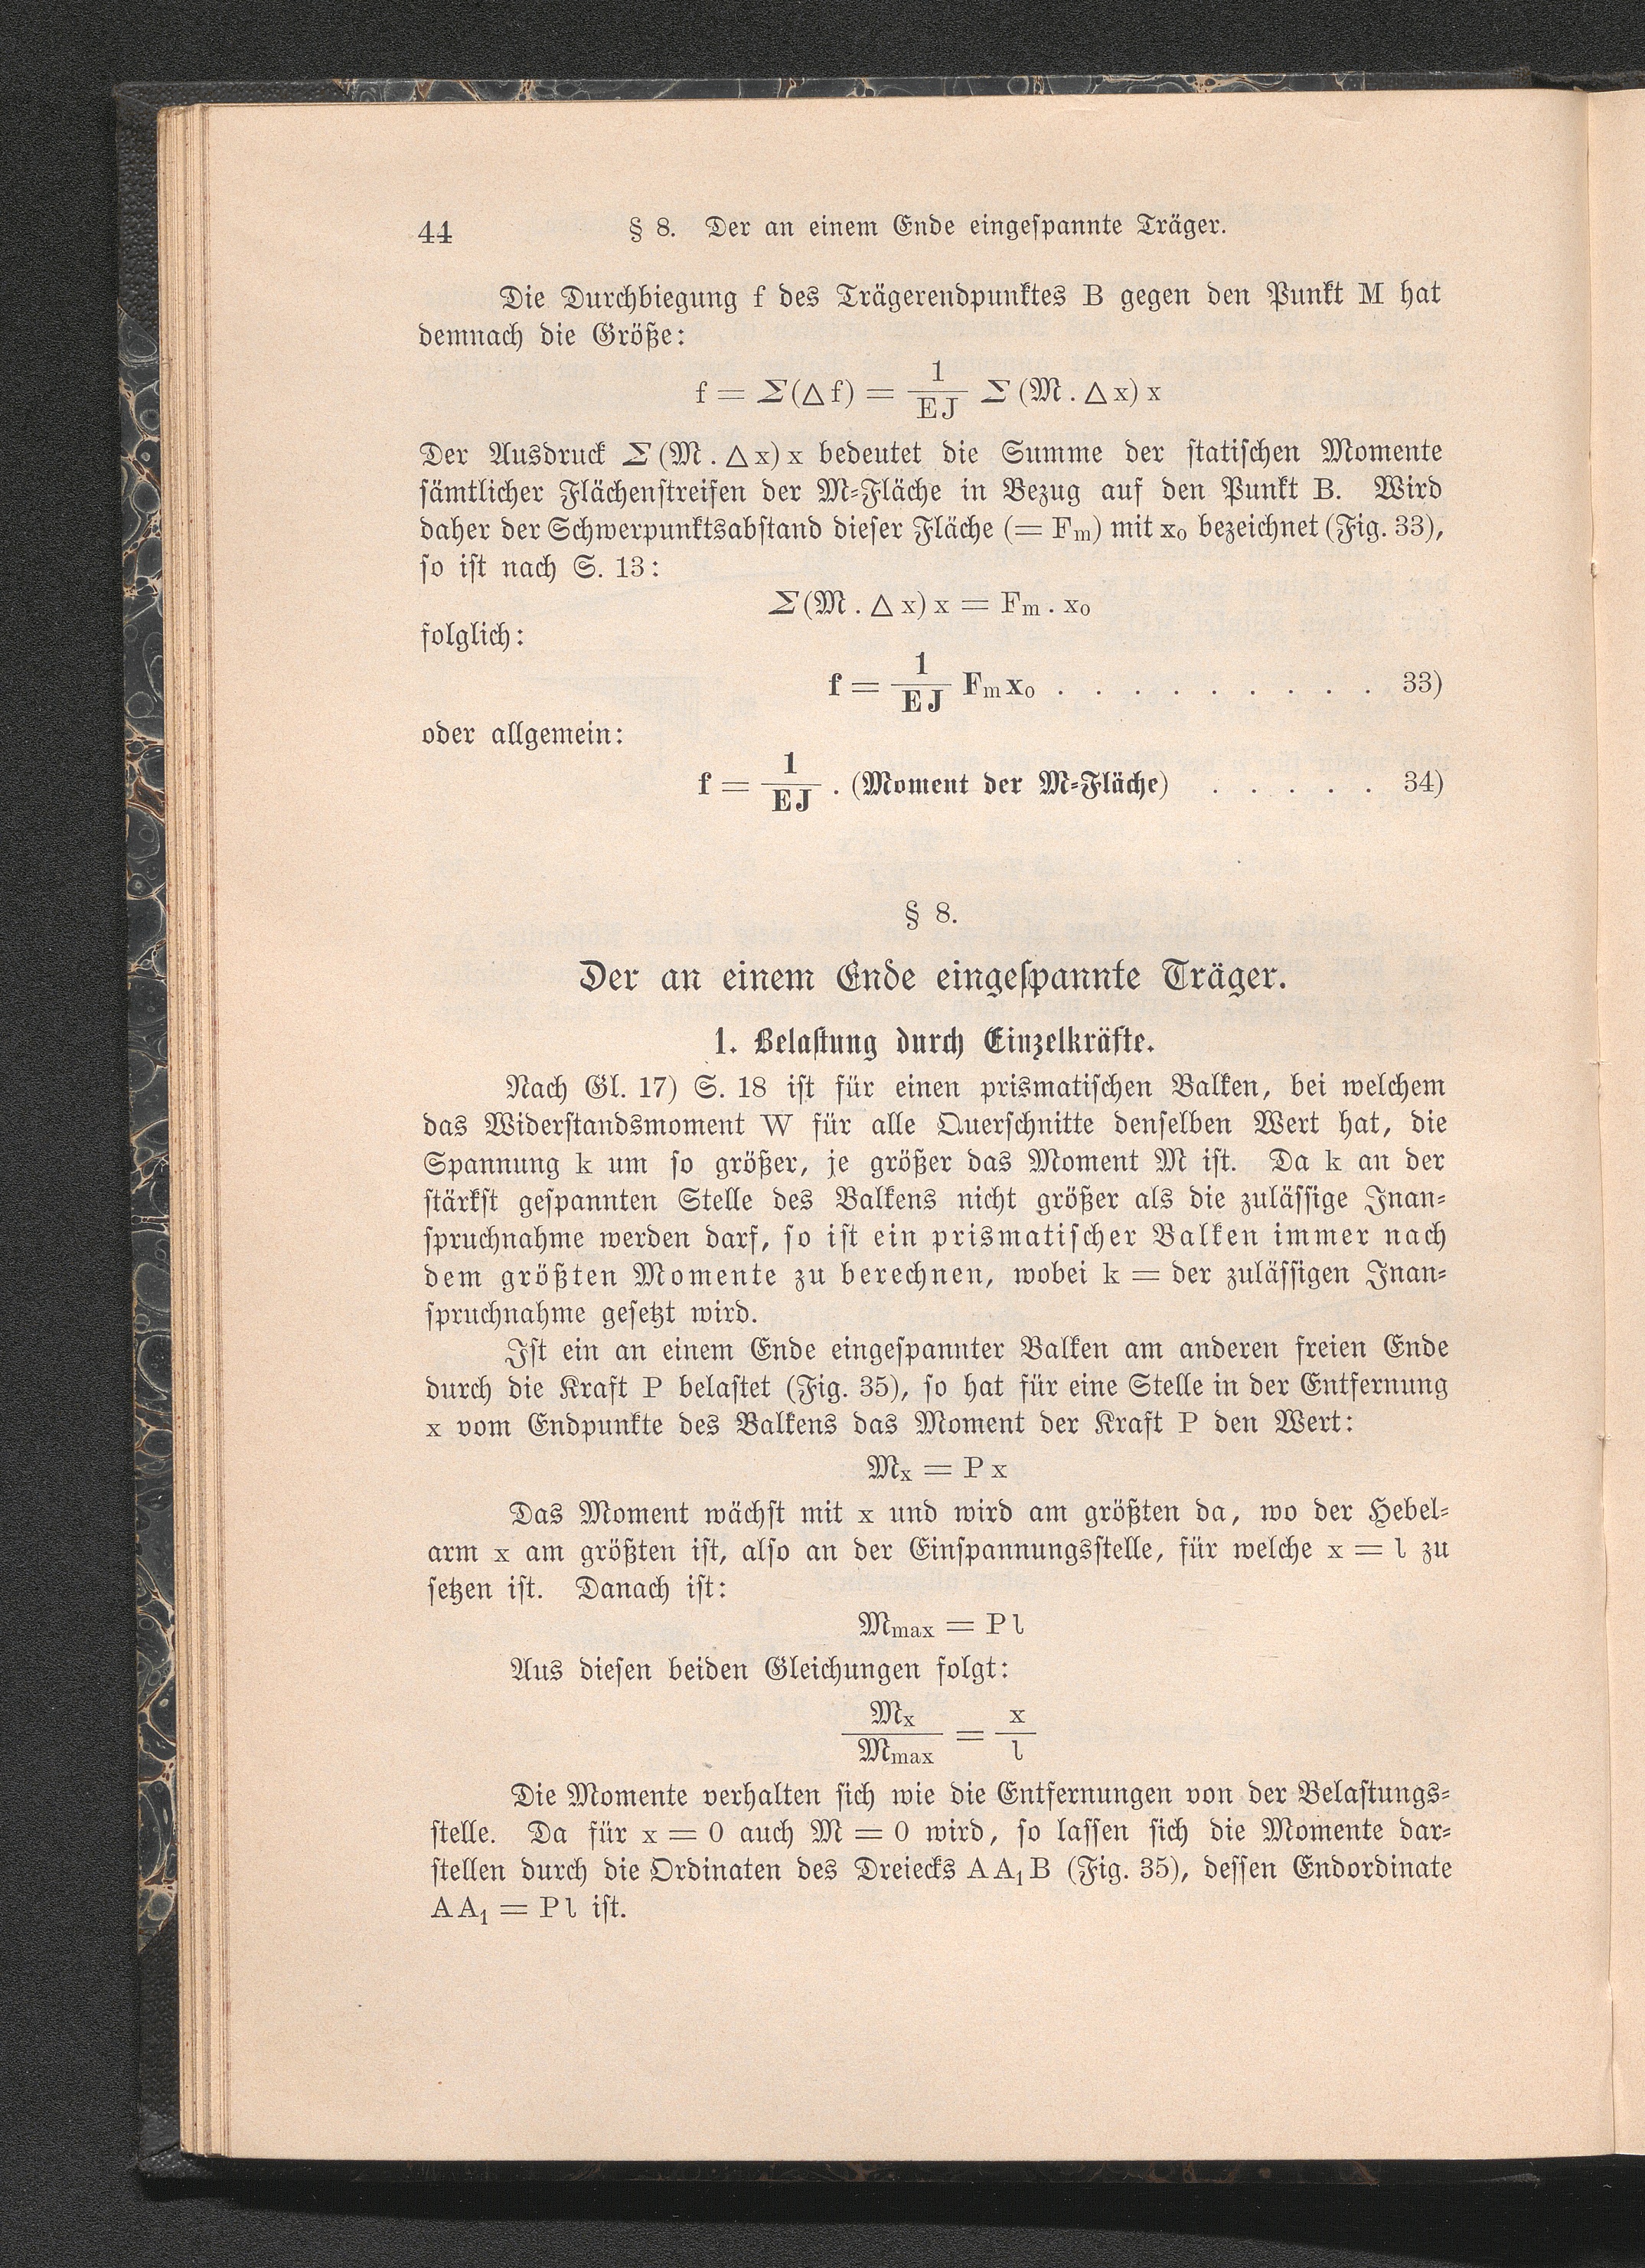 44 § 8. Der an einem Ende eingeſpannte Träger.
Die Durchbiegung f des Trägerendpunktes B gegen den Punkt M hat
demnach die Größe:
f = Σ(△ f) = 1/EJ Σ (𝔐 . △ x) x
Der Ausdruck Σ (𝔐 . △ x) x bedeutet die Summe der ſtatiſchen Momente
ſämtlicher Flächenſtreifen der 𝔐-Fläche in Bezug auf den Punkt B. Wird
daher der Schwerpunktsabſtand dieſer Fläche (= Fₘ) mit x₀ bezeichnet (Fig. 33),
ſo iſt nach S. 13:
Σ(𝔐 . △ x) x = Fₘ . x₀
folglich:
f = 1/EJ Fₘ x₀ . . . . . . . . . . 33)
oder allgemein:
f = 1/EJ . (Moment der 𝔐-Fläche) . . . . . 34)
§ 8.
Der an einem Ende eingeſpannte Träger.
1. Belaſtung durch Einzelkräfte.
Nach Gl. 17) S. 18 iſt für einen prismatiſchen Balken, bei welchem
das Widerſtandsmoment W für alle Querſchnitte denſelben Wert hat, die
Spannung k um ſo größer, je größer das Moment 𝔐 iſt. Da k an der
ſtärkſt geſpannten Stelle des Balkens nicht größer als die zuläſſige Inan-
ſpruchnahme werden darf, ſo iſt ein prismatiſcher Balken immer nach
dem größten Momente zu berechnen, wobei k = der zuläſſigen Inan-
ſpruchnahme geſetzt wird.
Iſt ein an einem Ende eingeſpannter Balken am anderen freien Ende
durch die Kraft P belaſtet (Fig. 35), ſo hat für eine Stelle in der Entfernung
x vom Endpunkte des Balkens das Moment der Kraft P den Wert:
𝔐ₓ = P x
Das Moment wächſt mit x und wird am größten da, wo der Hebel-
arm x am größten iſt, alſo an der Einſpannungsſtelle, für welche x = l zu
ſetzen iſt. Danach iſt:
𝔐ₘₐₓ = P l
Aus dieſen beiden Gleichungen folgt:
𝔐ₓ/𝔐ₘₐₓ = x/l
Die Momente verhalten ſich wie die Entfernungen von der Belaſtungs-
ſtelle. Da für x = 0 auch 𝔐 = 0 wird, ſo laſſen ſich die Momente dar-
ſtellen durch die Ordinaten des Dreiecks A A₁ B (Fig. 35), deſſen Endordinate
A A₁ = P l iſt.